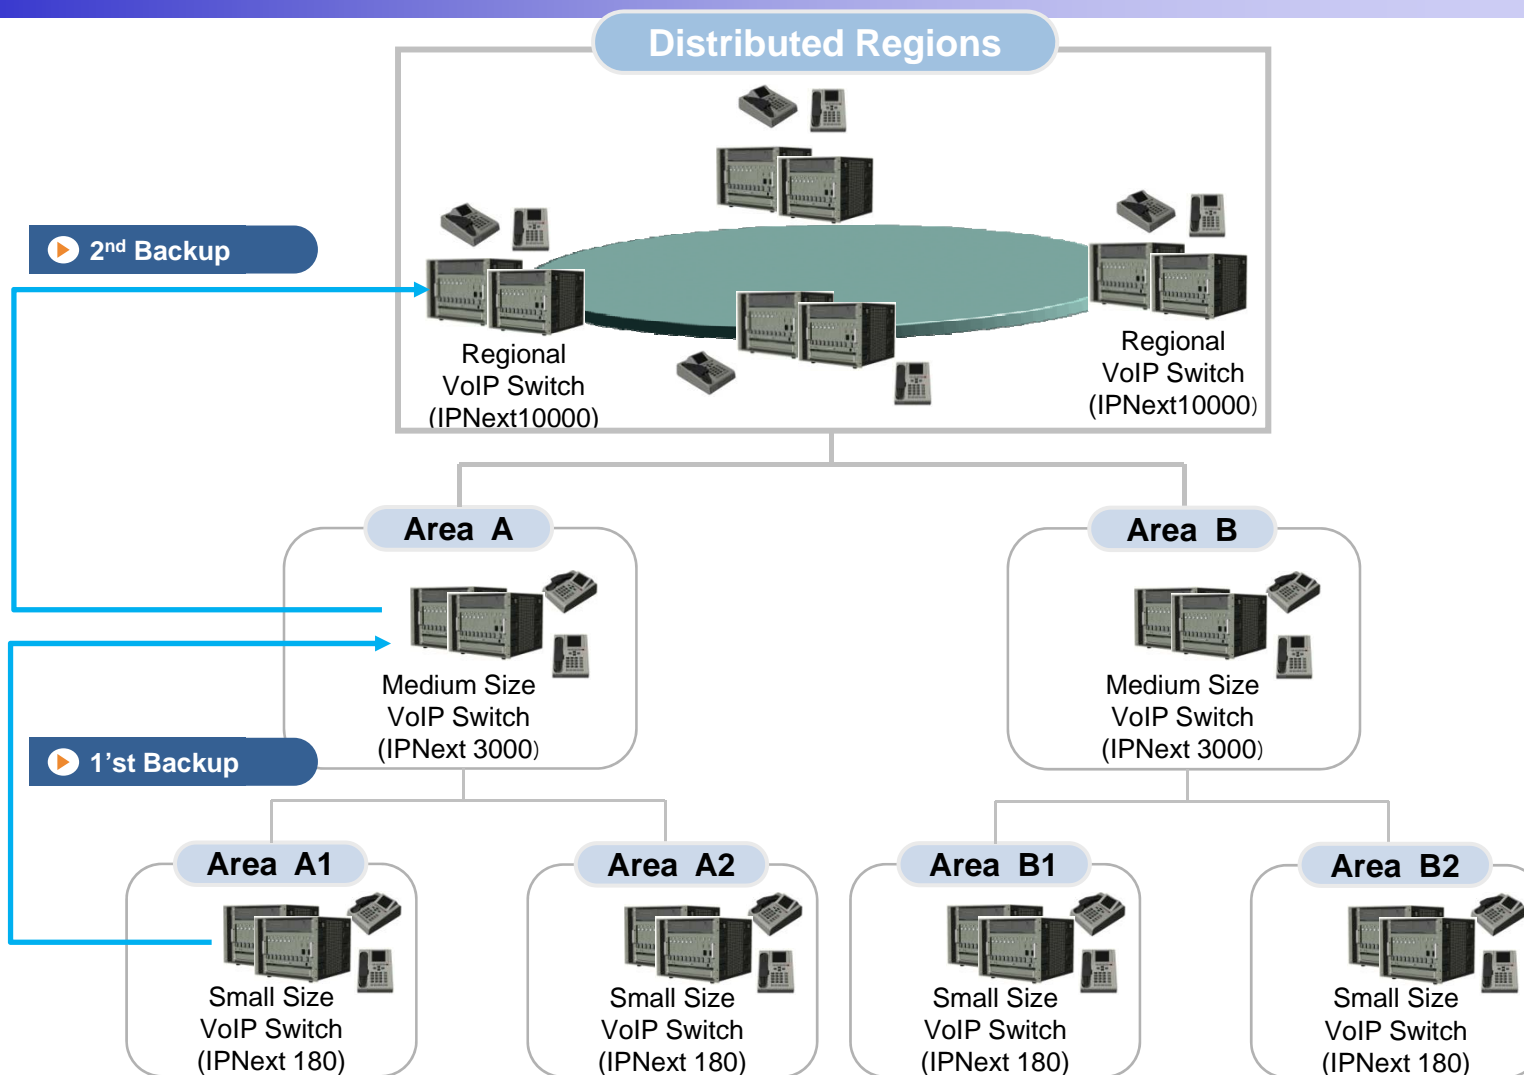 Distributed Regions
2nd Backup
Regional
VoIP Switch
(IPNext10000)
Regional
VoIP Switch
(IPNext10000)
Area A
Area B
Medium Size
VoIP Switch
(IPNext 3000)
Medium Size
VoIP Switch
(IPNext 3000)
1’st Backup
Area A1
Area A2
Area B1
Area B2
Small Size
VoIP Switch
(IPNext 180)
Small Size
VoIP Switch
(IPNext 180)
Small Size
VoIP Switch
(IPNext 180)
Small Size
VoIP Switch
(IPNext 180)